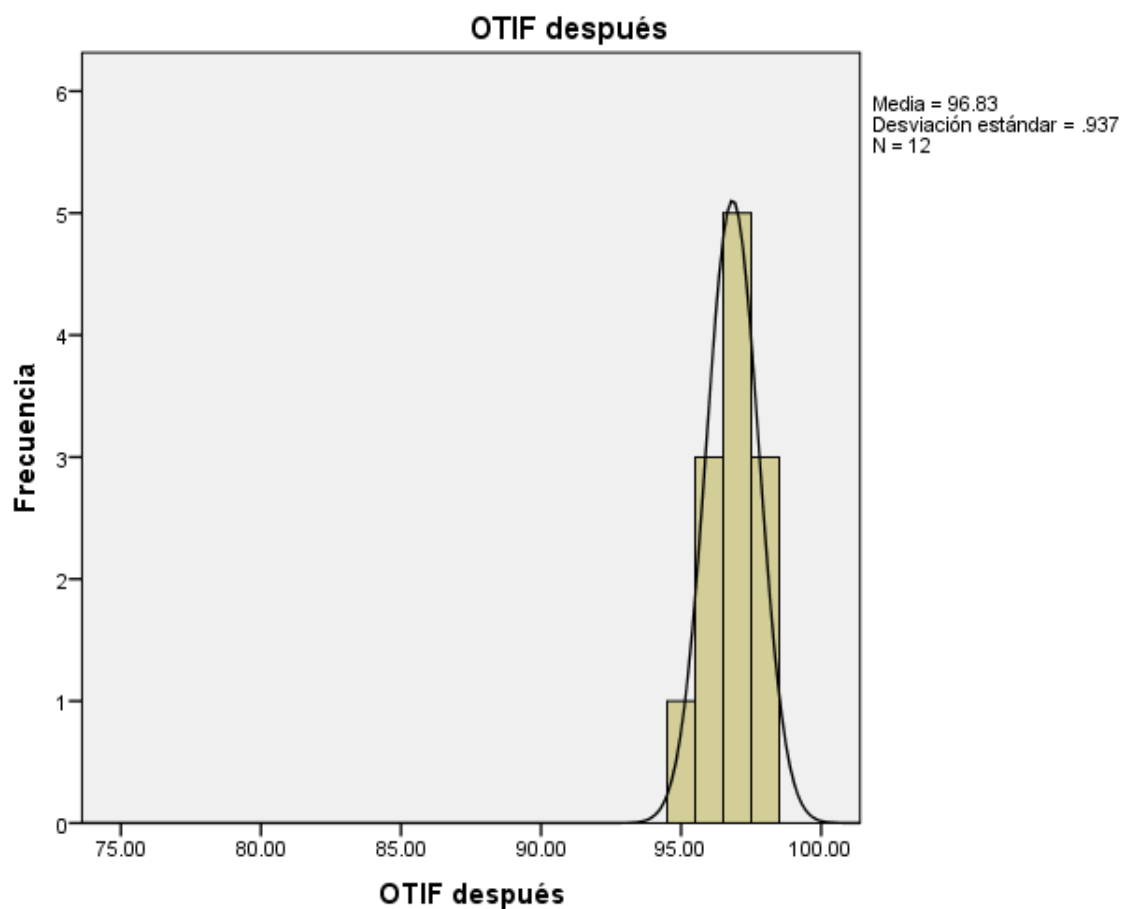 OTIF después
Media = 96.83
Desviación estándar = .937
N = 12
Frecuencia
6
5
4
3
2
1
0
75.00 80.00 85.00 90.00 95.00 100.00
OTIF después